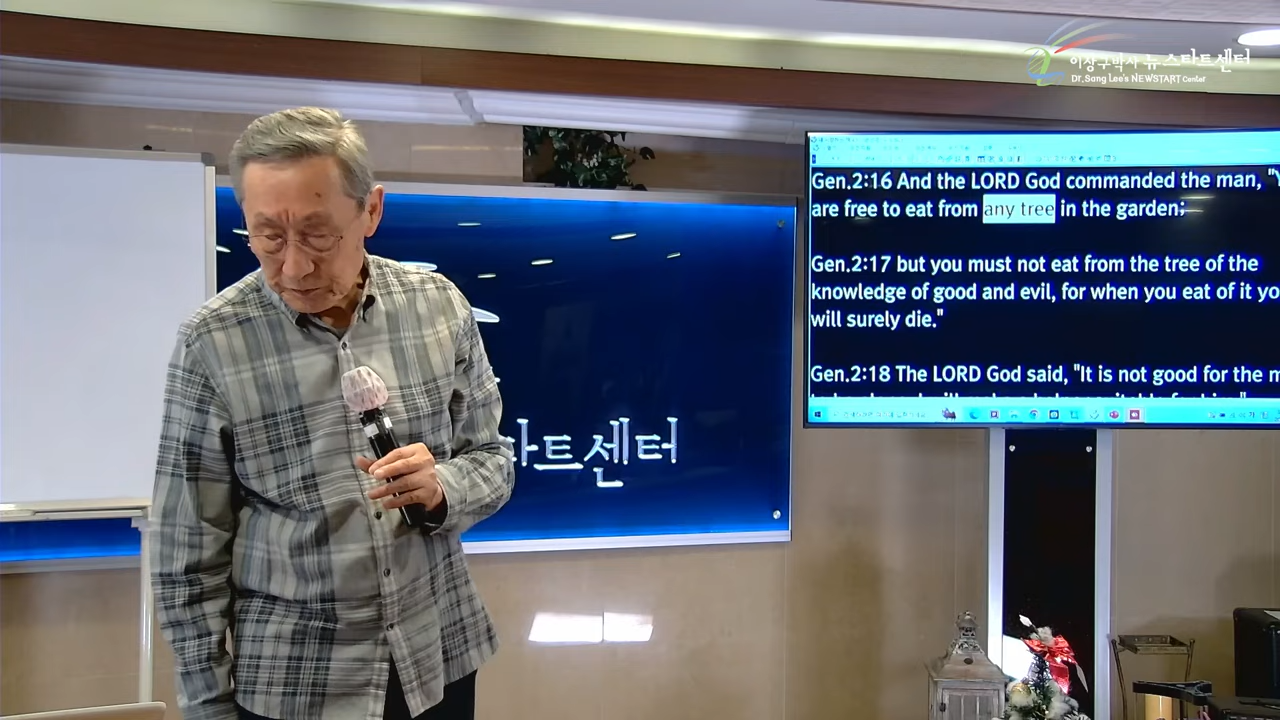 이상구박사 뉴스타트센터
Dr.Sang Lee's NEWSTART Center
Gen.2:16 And the LORD God commanded the man, "Y
are free to eat from any tree in the garden;
Gen.2:17 but you must not eat from the tree of the
knowledge of good and evil, for when you eat of it yo
will surely die."
Gen.2:18 The LORD God said, "It is not good for the m
타트센터